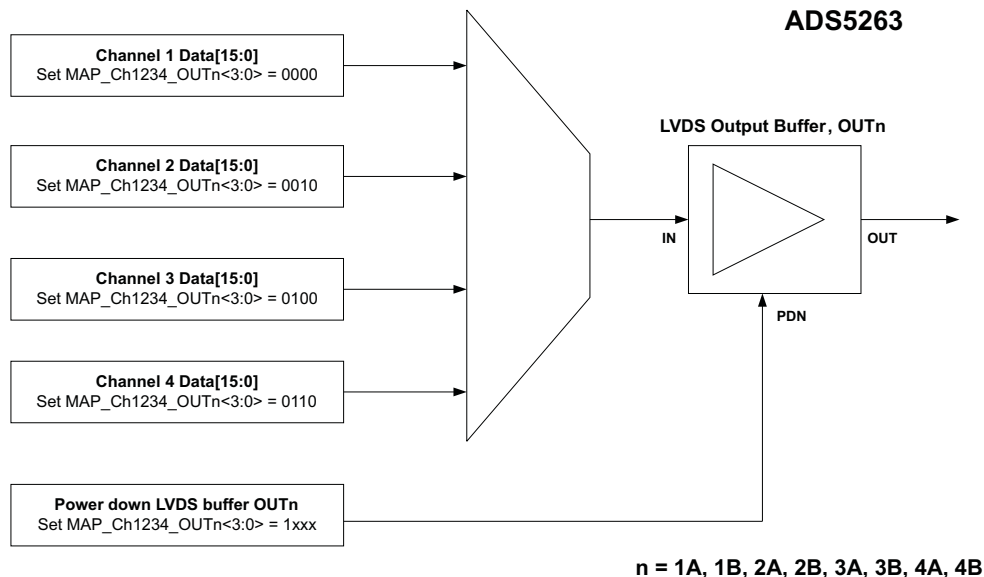 ADS5263
Channel 1 Data[15:0]
Set MAP_Ch1234_OUTn<3:0> = 0000
LVDS Output Buffer, OUTn
Channel 2 Data[15:0]
Set MAP_Ch1234_OUTn<3:0> = 0010
IN
OUT
Channel 3 Data[15:0]
Set MAP_Ch1234_OUTn<3:0> = 0100
PDN
Channel 4 Data[15:0]
Set MAP_Ch1234_OUTn<3:0> = 0110
Power down LVDS buffer OUTn
Set MAP_Ch1234_OUTn<3:0> = 1xxx
n = 1A, 1B, 2A, 2B, 3A, 3B, 4A, 4B